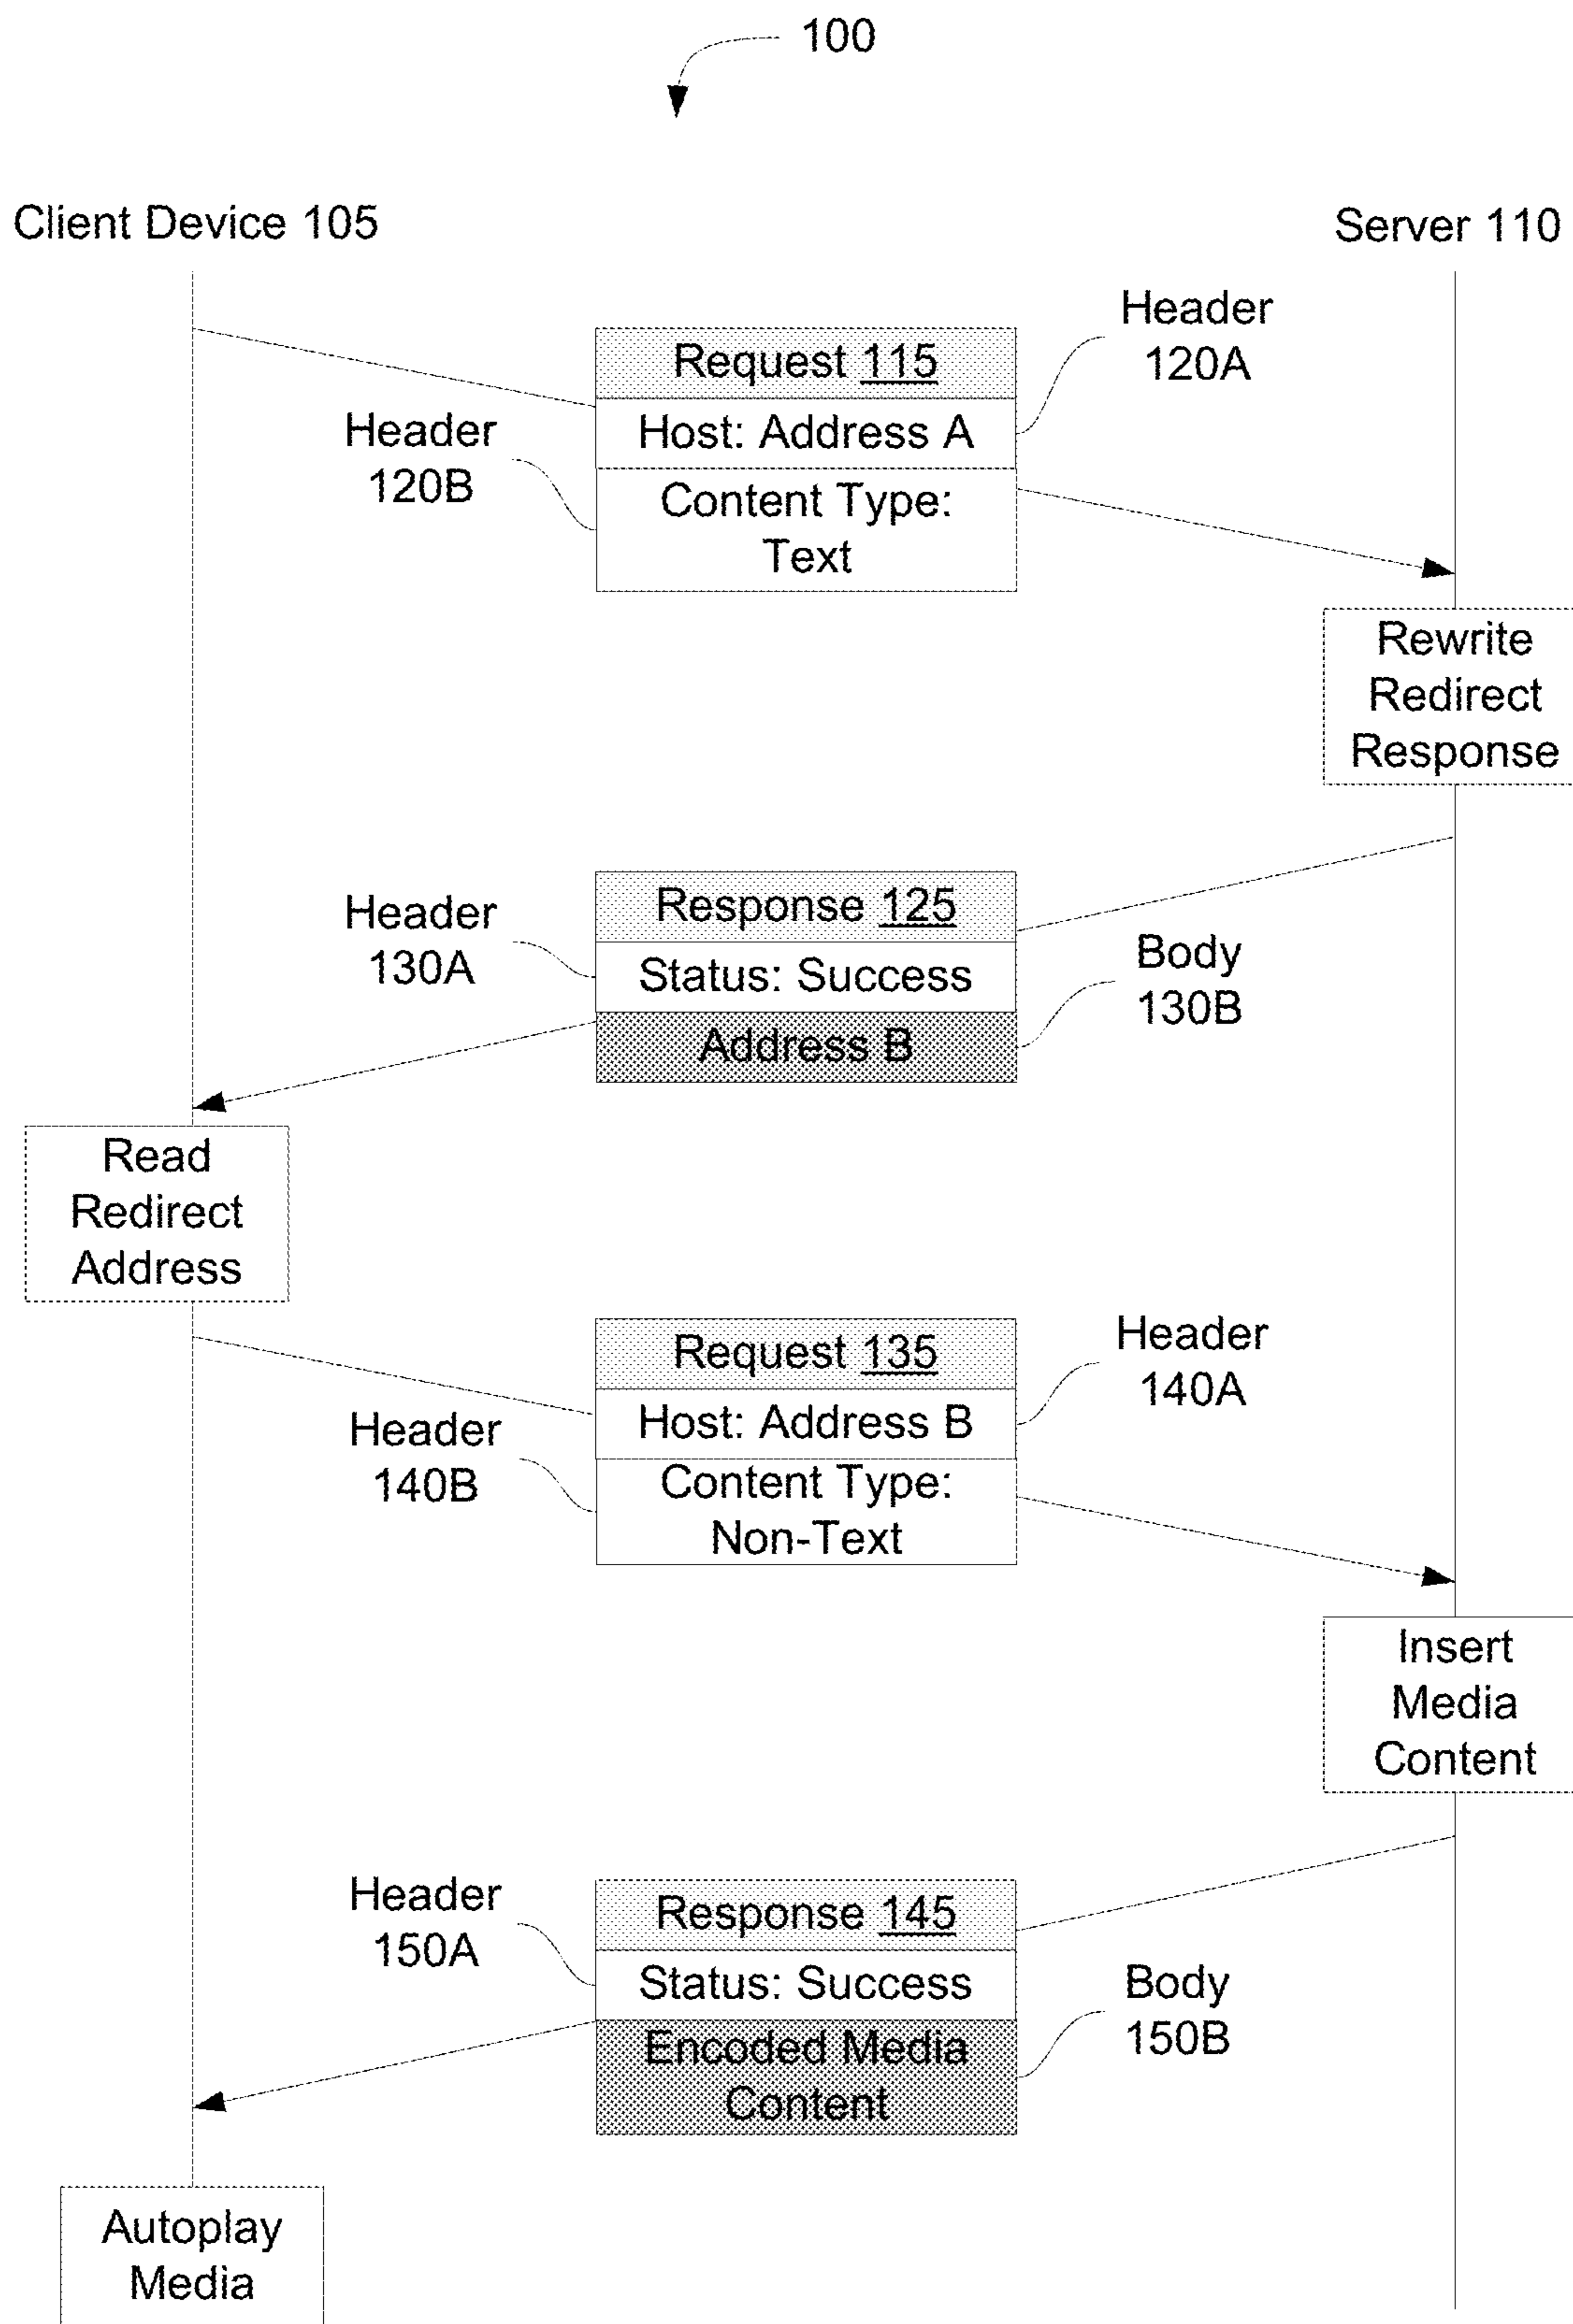 100
Client Device 105
Server 110
Header
120A
Request 115
Host: Address A
Header
120B
Content Type:
Text
Rewrite
Redirect
Response
Header
130A
Response 125
Status: Success
Body
130B
Address B
Read
Redirect
Address
Header
140A
Request 135
Host: Address B
Header
140B
Content Type:
Non-Text
Insert
Media
Content
Header
150A
Response 145
Status: Success
Body
150B
Encoded Media
Content
Autoplay
Media